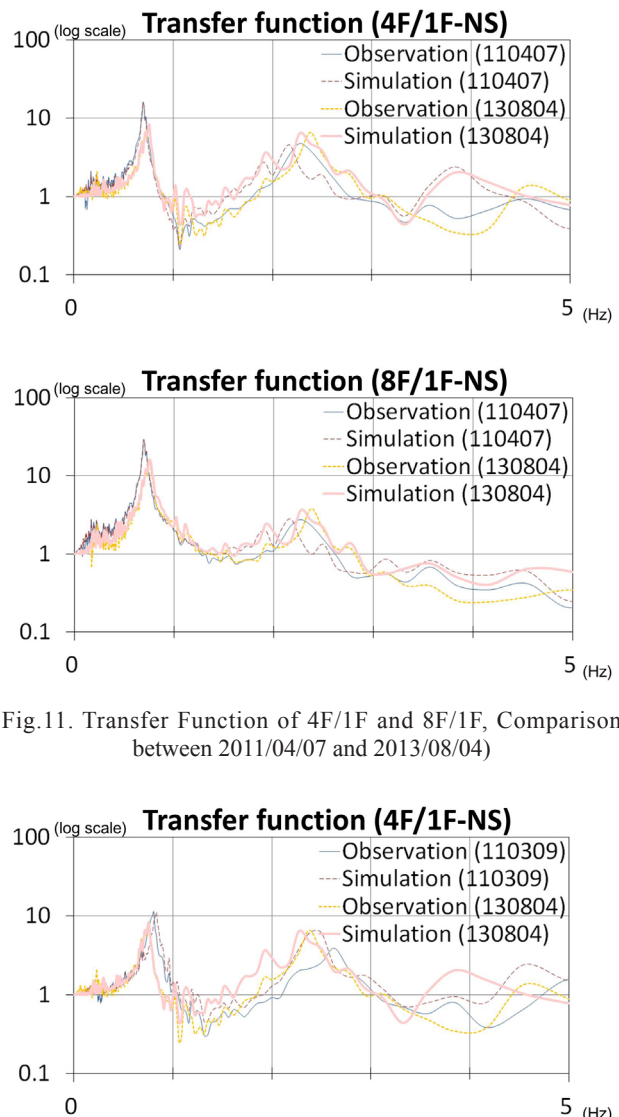 Transfer function (4F/1F-NS)
100 (log scale)
Observation (110407)
Simulation (110407)
Observation (130804)
Simulation (130804)
10
1
0.1
0
5 (Hz)
Transfer function (8F/1F-NS)
100 (log scale)
Observation (110407)
Simulation (110407)
Observation (130804)
Simulation (130804)
10
1
0.1
0
5 (Hz)
Fig.11. Transfer Function of 4F/1F and 8F/1F, Comparison
between 2011/04/07 and 2013/08/04)
Transfer function (4F/1F-NS)
100 (log scale)
Observation (110309)
Simulation (110309)
Observation (130804)
Simulation (130804)
10
1
0.1
0
5 (Hz)